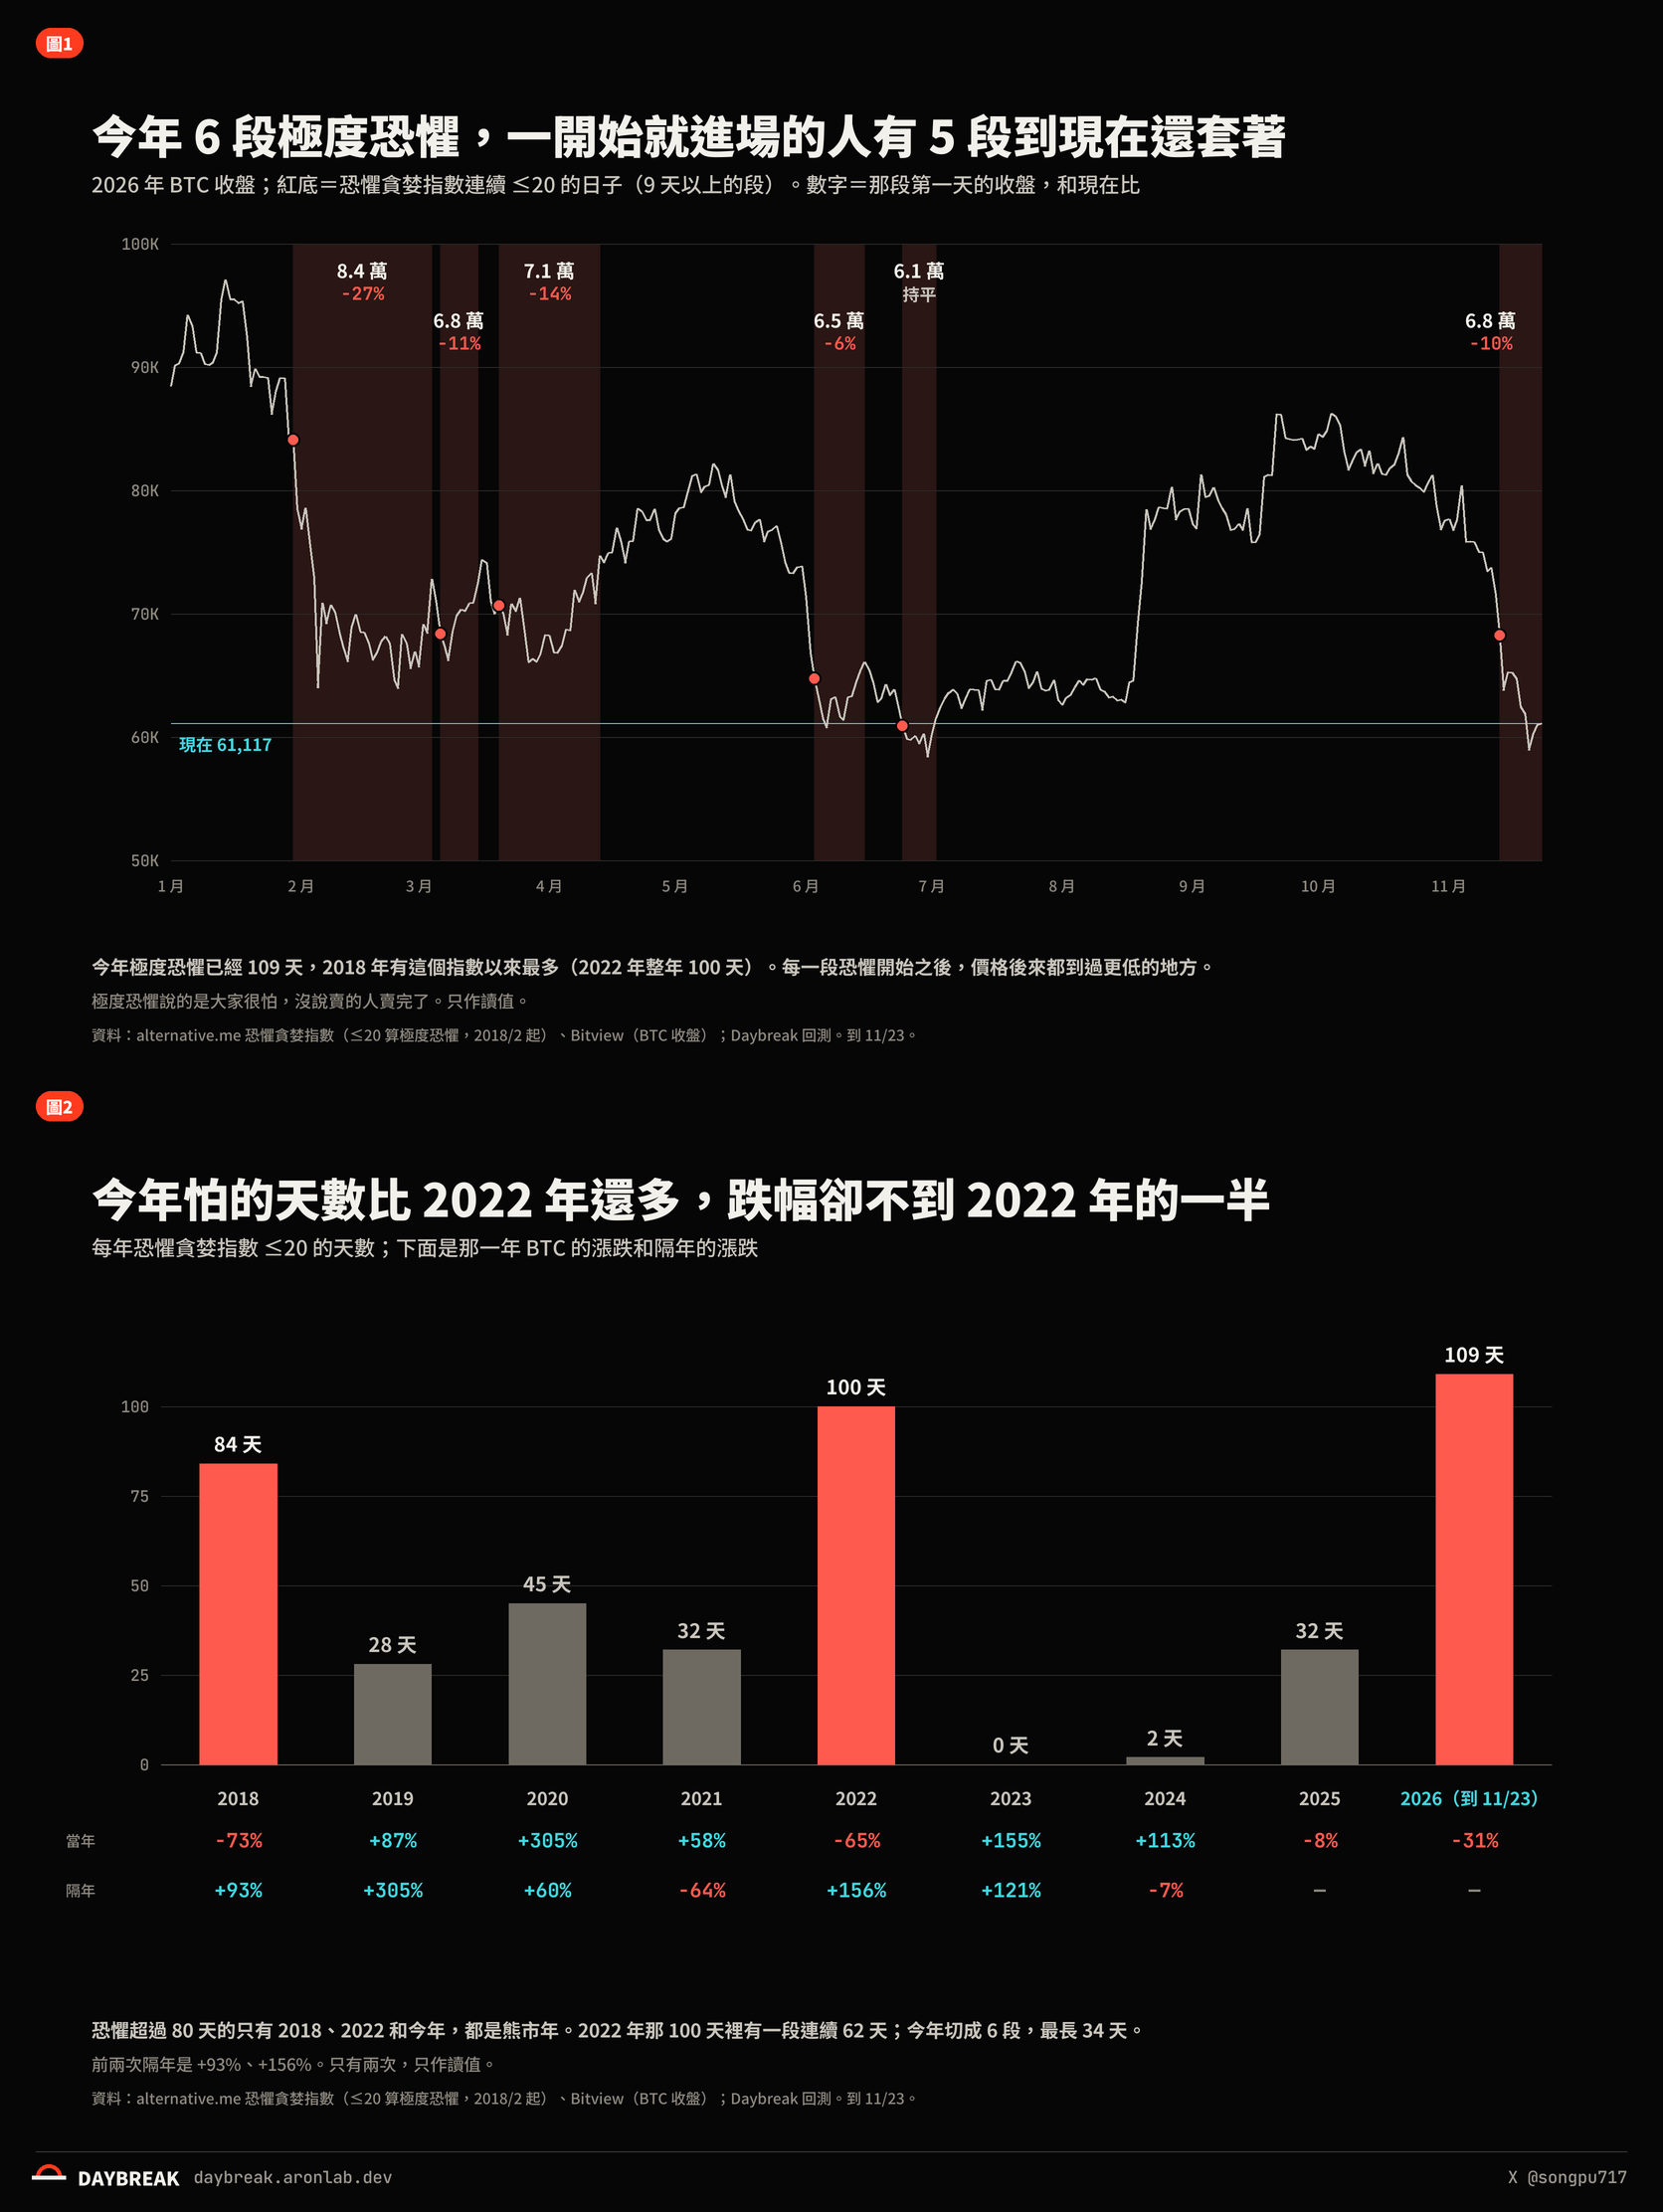 圖1
今年 6 段極度恐懼，一開始就進場的人有 5 段到現在還套著
2026 年 BTC 收盤；紅底＝恐懼貪婪指數連續 ≤20 的日子（9 天以上的段）。數字＝那段第一天的收盤，和現在比
100K
90K
80K
70K
60K
50K
8.4 萬
-27%
6.8 萬
-11%
7.1 萬
-14%
6.5 萬
-6%
6.1 萬
持平
6.8 萬
-10%
現在 61,117
1月 2月 3月 4月 5月 6月 7月 8月 9月 10月 11月
今年極度恐懼已經 109 天，2018 年有這個指數以來最多（2022 年整年 100 天）。每一段恐懼開始之後，價格後來都到過更低的地方。
極度恐懼說的是大家很怕，沒說賣的人賣完了。只作讀值。
資料：alternative.me 恐懼貪婪指數（≤20 算極度恐懼，2018/2 起）、Bitview（BTC 收盤）；Daybreak 回測。到 11/23。
圖2
今年怕的天數比 2022 年還多，跌幅卻不到 2022 年的一半
每年恐懼貪婪指數 ≤20 的天數；下面是那一年 BTC 的漲跌和隔年的漲跌
100
75
50
25
0
84 天
28 天
45 天
32 天
100 天
0 天
2 天
32 天
109 天
2018 2019 2020 2021 2022 2023 2024 2025 2026（到 11/23）
當年 -73% +87% +305% +58% -65% +155% +113% -8% -31%
隔年 +93% +305% +60% -64% +156% +121% -7% — —
恐懼超過 80 天的只有 2018、2022 和今年，都是熊市年。2022 年那 100 天裡有一段連續 62 天；今年切成 6 段，最長 34 天。
前兩次隔年是 +93%、+156%。只有兩次，只作讀值。
資料：alternative.me 恐懼貪婪指數（≤20 算極度恐懼，2018/2 起）、Bitview（BTC 收盤）；Daybreak 回測。到 11/23。
DAYBREAK daybreak.aronlab.dev
X @songpu717